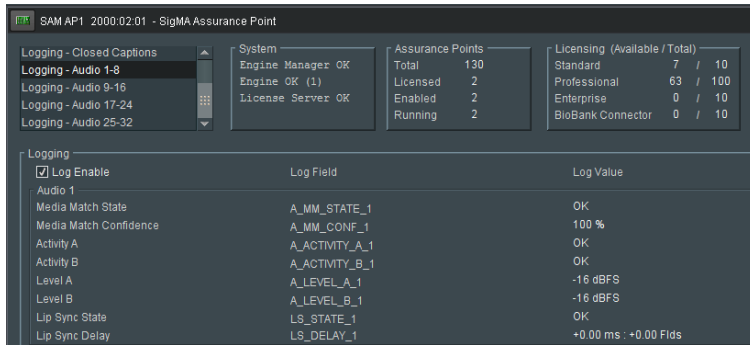 SAM AP1 2000:02:01 - SigMA Assurance Point
Logging - Closed Captions
Logging - Audio 1-8
Logging - Audio 9-16
Logging - Audio 17-24
Logging - Audio 25-32
System
Engine Manager OK
Engine OK (1)
License Server OK
Assurance Points
Total 130
Licensed 2
Enabled 2
Running 2
Licensing (Available / Total)
Standard 7 / 10
Professional 63 / 100
Enterprise 0 / 10
BioBank Connector 0 / 10
Logging
Log Enable Log Field Log Value
Audio 1
Media Match State A_MM_STATE_1 OK
Media Match Confidence A_MM_CONF_1 100 %
Activity A A_ACTIVITY_A_1 OK
Activity B A_ACTIVITY_B_1 OK
Level A A_LEVEL_A_1 -16 dBFS
Level B A_LEVEL_B_1 -16 dBFS
Lip Sync State LS_STATE_1 OK
Lip Sync Delay LS_DELAY_1 +0.00 ms : +0.00 Flds